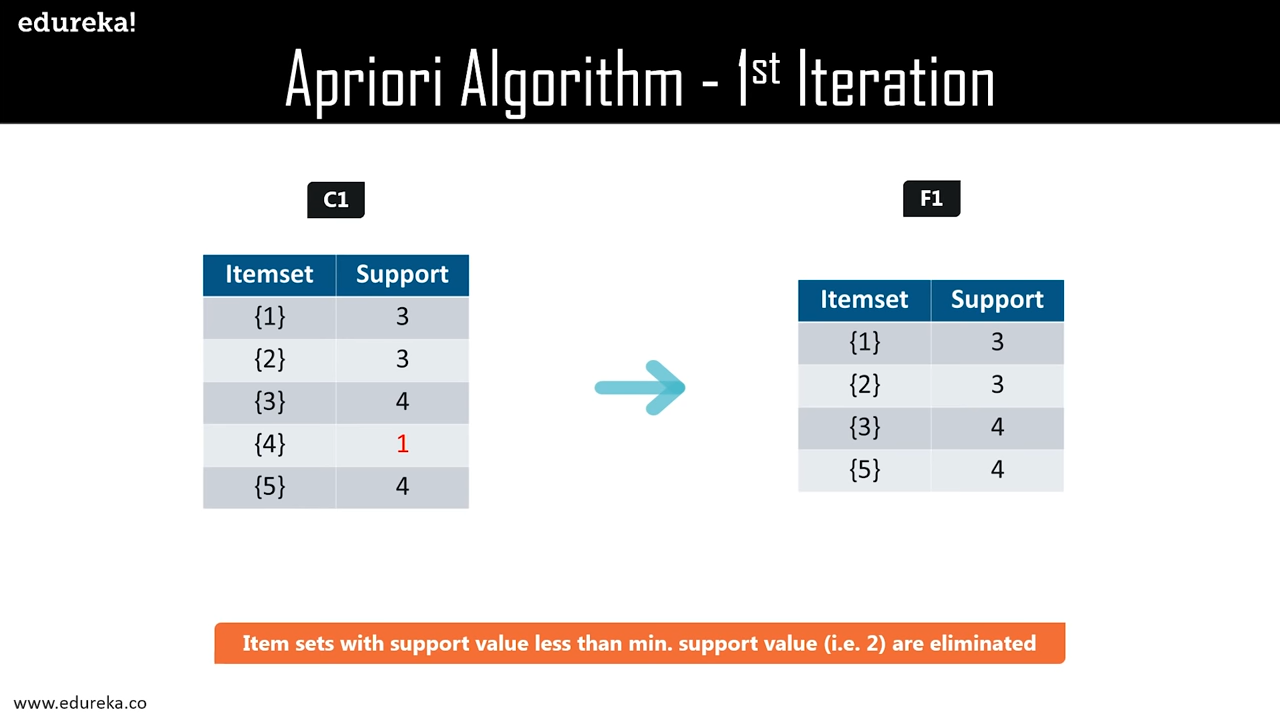 edureka!
Apriori Algorithm - 1st Iteration
C1
Itemset Support
{1} 3
{2} 3
{3} 4
{4} 1
{5} 4
F1
Itemset Support
{1} 3
{2} 3
{3} 4
{5} 4
Item sets with support value less than min. support value (i.e. 2) are eliminated
www.edureka.co